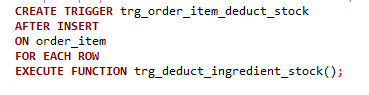 CREATE TRIGGER trg_order_item_deduct_stock
AFTER INSERT
ON order_item
FOR EACH ROW
EXECUTE FUNCTION trg_deduct_ingredient_stock();